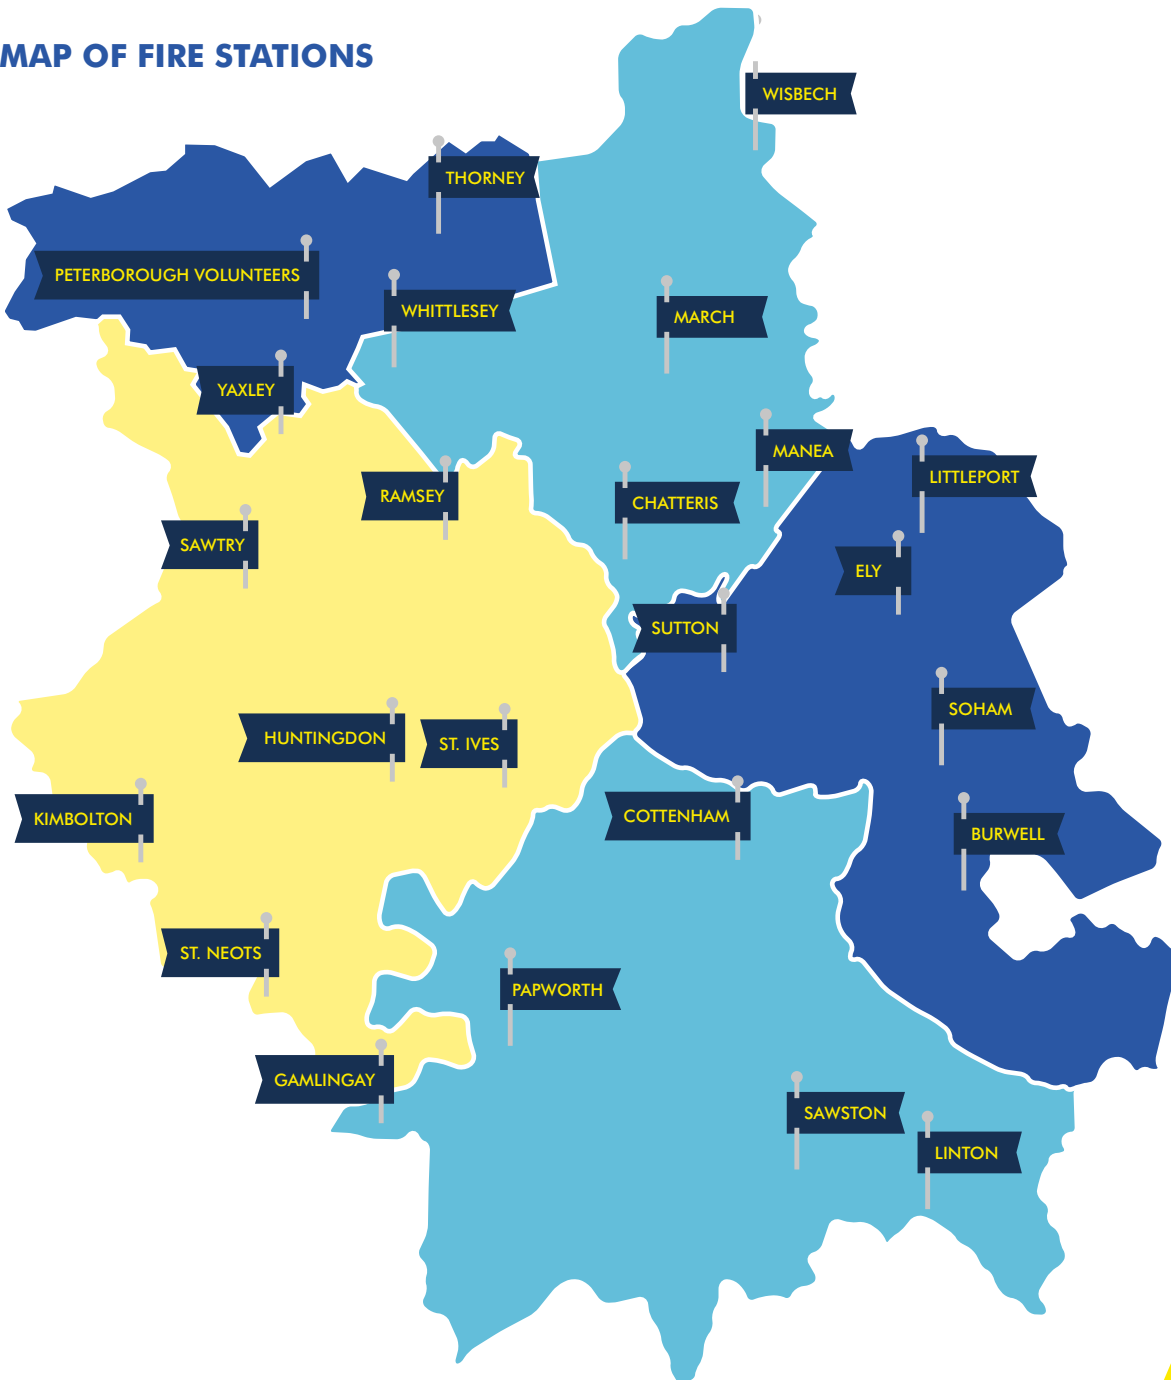 MAP OF FIRE STATIONS
WISBECH
THORNEY
PETERBOROUGH VOLUNTEERS
WHITTLESEY
MARCH
YAXLEY
MANEA
LITTLEPORT
RAMSEY
CHATTERIS
SAWTRY
ELY
SUTTON
SOHAM
HUNTINGDON
ST. IVES
KIMBOLTON
COTTENHAM
BURWELL
ST. NEOTS
PAPWORTH
GAMLINGAY
SAWSTON
LINTON